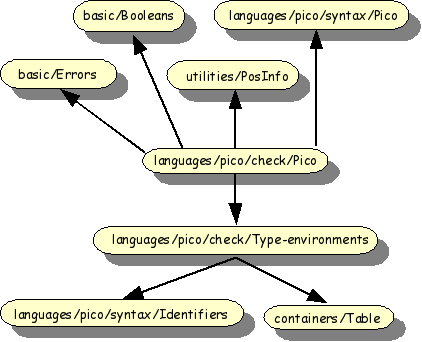 basic/Booleans
languages/pico/syntax/Pico
basic/Errors
utilities/PosInfo
languages/pico/check/Pico
languages/pico/check/Type-environments
languages/pico/syntax/Identifiers
containers/Table